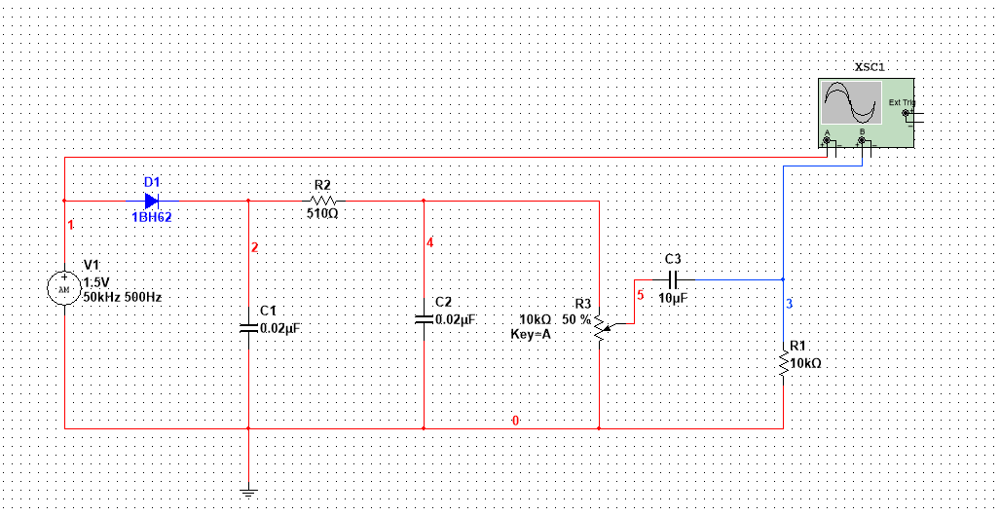 XSC1
Ext Trig
+
–
A
B
+ – + –
D1
1BH62
R2
510Ω
1
2
4
V1
+
AM
1.5V
50kHz 500Hz
C1
0.02µF
C2
0.02µF
C3
10µF
5
3
R3
10kΩ 50 %
Key=A
R1
10kΩ
0